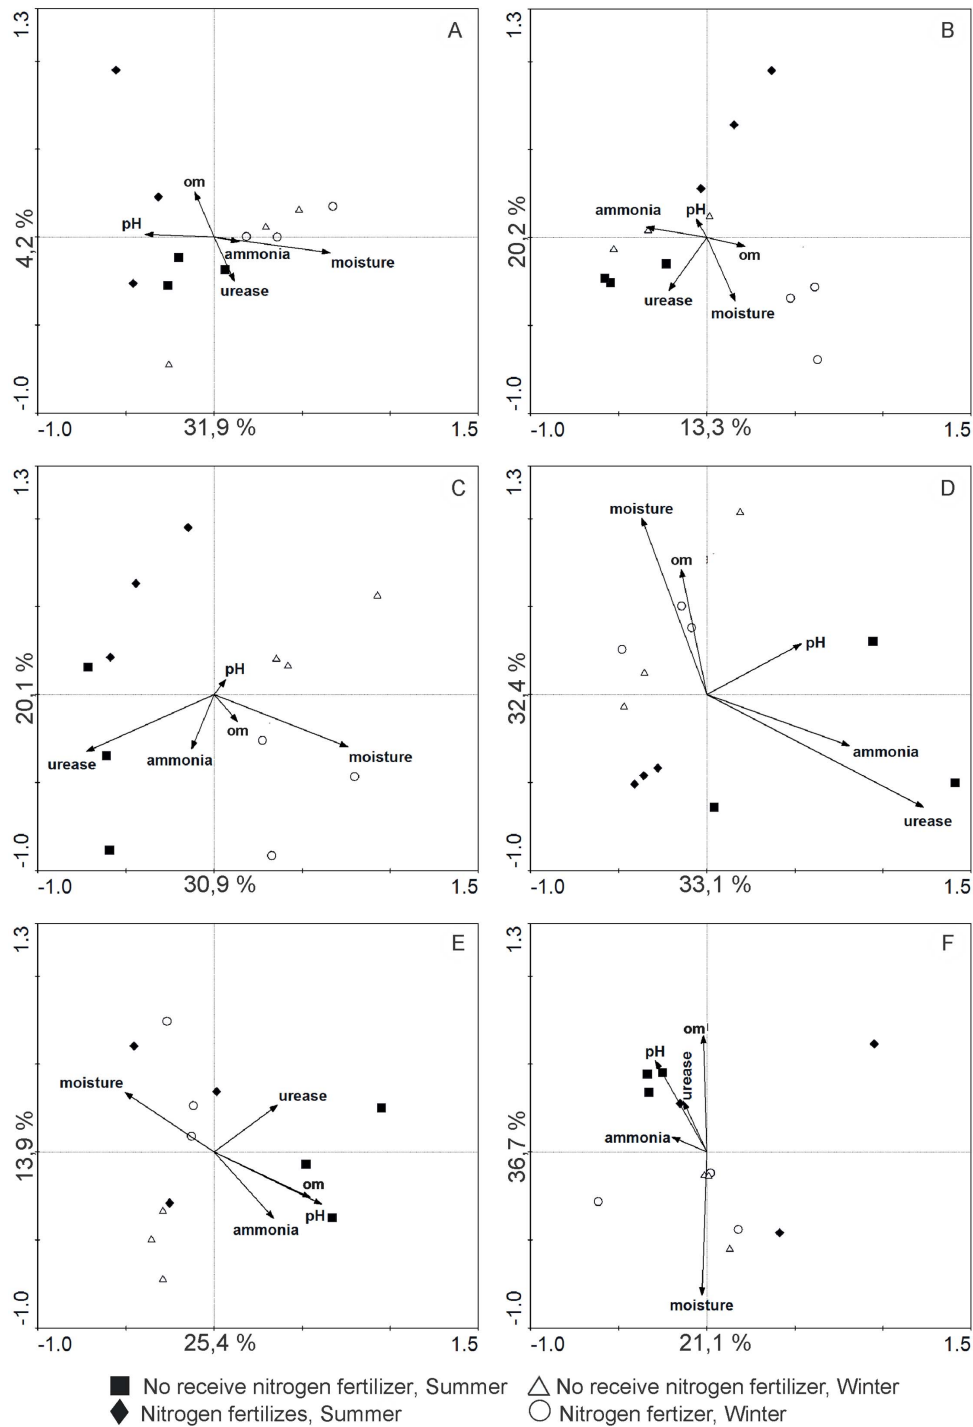 1.3
A
om
pH
ammonia
moisture
urease
4,2 %
-1.0
-1.0
31,9 %
1.5
1.3
B
ammonia
pH
om
urease
moisture
20,2 %
-1.0
-1.0
13,3 %
1.5
1.3
C
pH
om
urease
ammonia
moisture
20,1 %
-1.0
-1.0
30,9 %
1.5
1.3
D
moisture
om
pH
ammonia
urease
32,4 %
-1.0
-1.0
33,1 %
1.5
1.3
E
moisture
urease
om
pH
ammonia
13,9 %
-1.0
-1.0
25,4 %
1.5
1.3
F
om
pH
urease
ammonia
moisture
36,7 %
-1.0
-1.0
21,1 %
1.5
No receive nitrogen fertilizer, Summer
No receive nitrogen fertilizer, Winter
Nitrogen fertilizes, Summer
Nitrogen fertizer, Winter